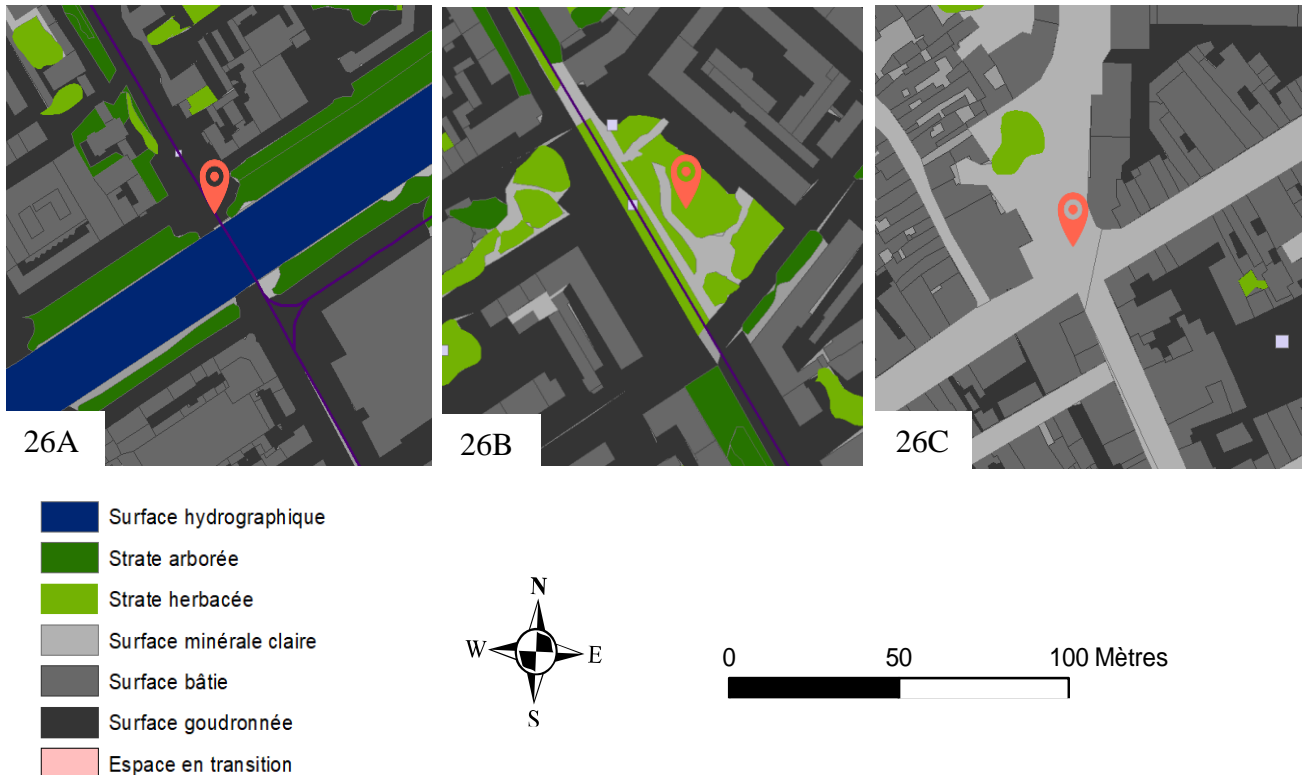 26A
26B
26C
Surface hydrographique
Strate arborée
Strate herbacée
Surface minérale claire
Surface bâtie
Surface goudronnée
Espace en transition
N
W
E
S
0
50
100 Mètres